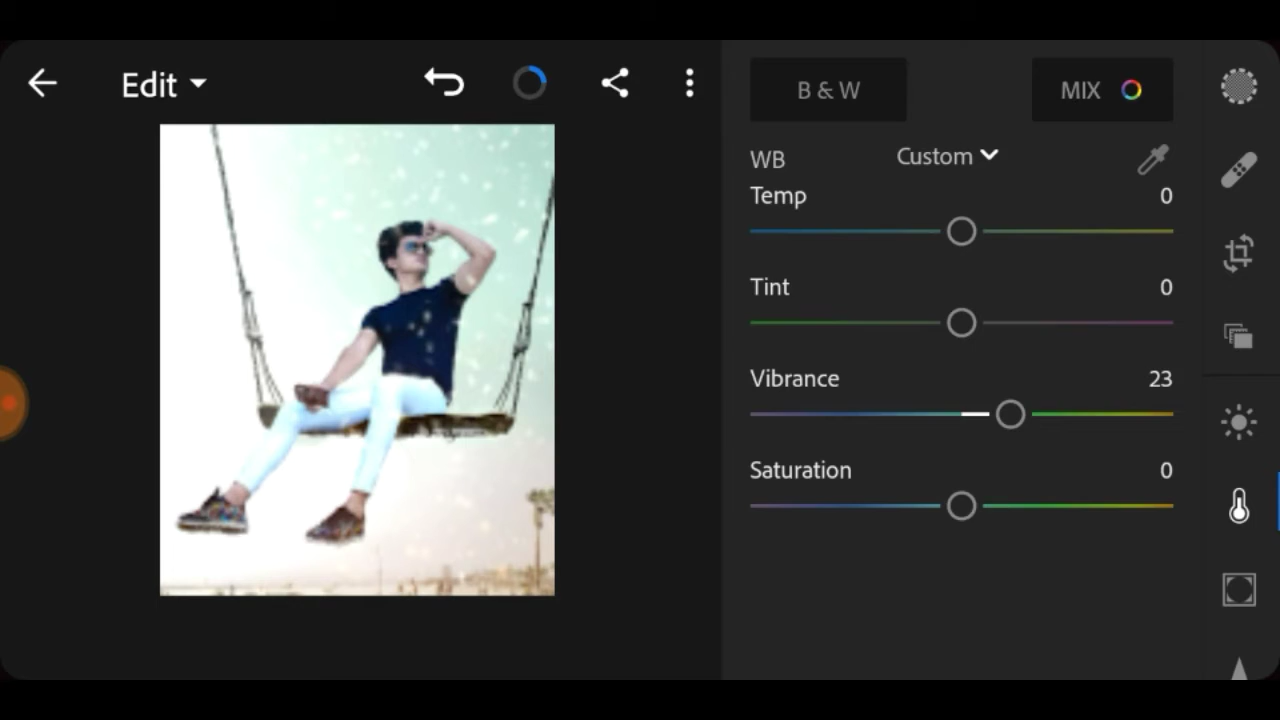 Edit
B & W
MIX
WB
Custom
Temp
0
Tint
0
Vibrance
23
Saturation
0